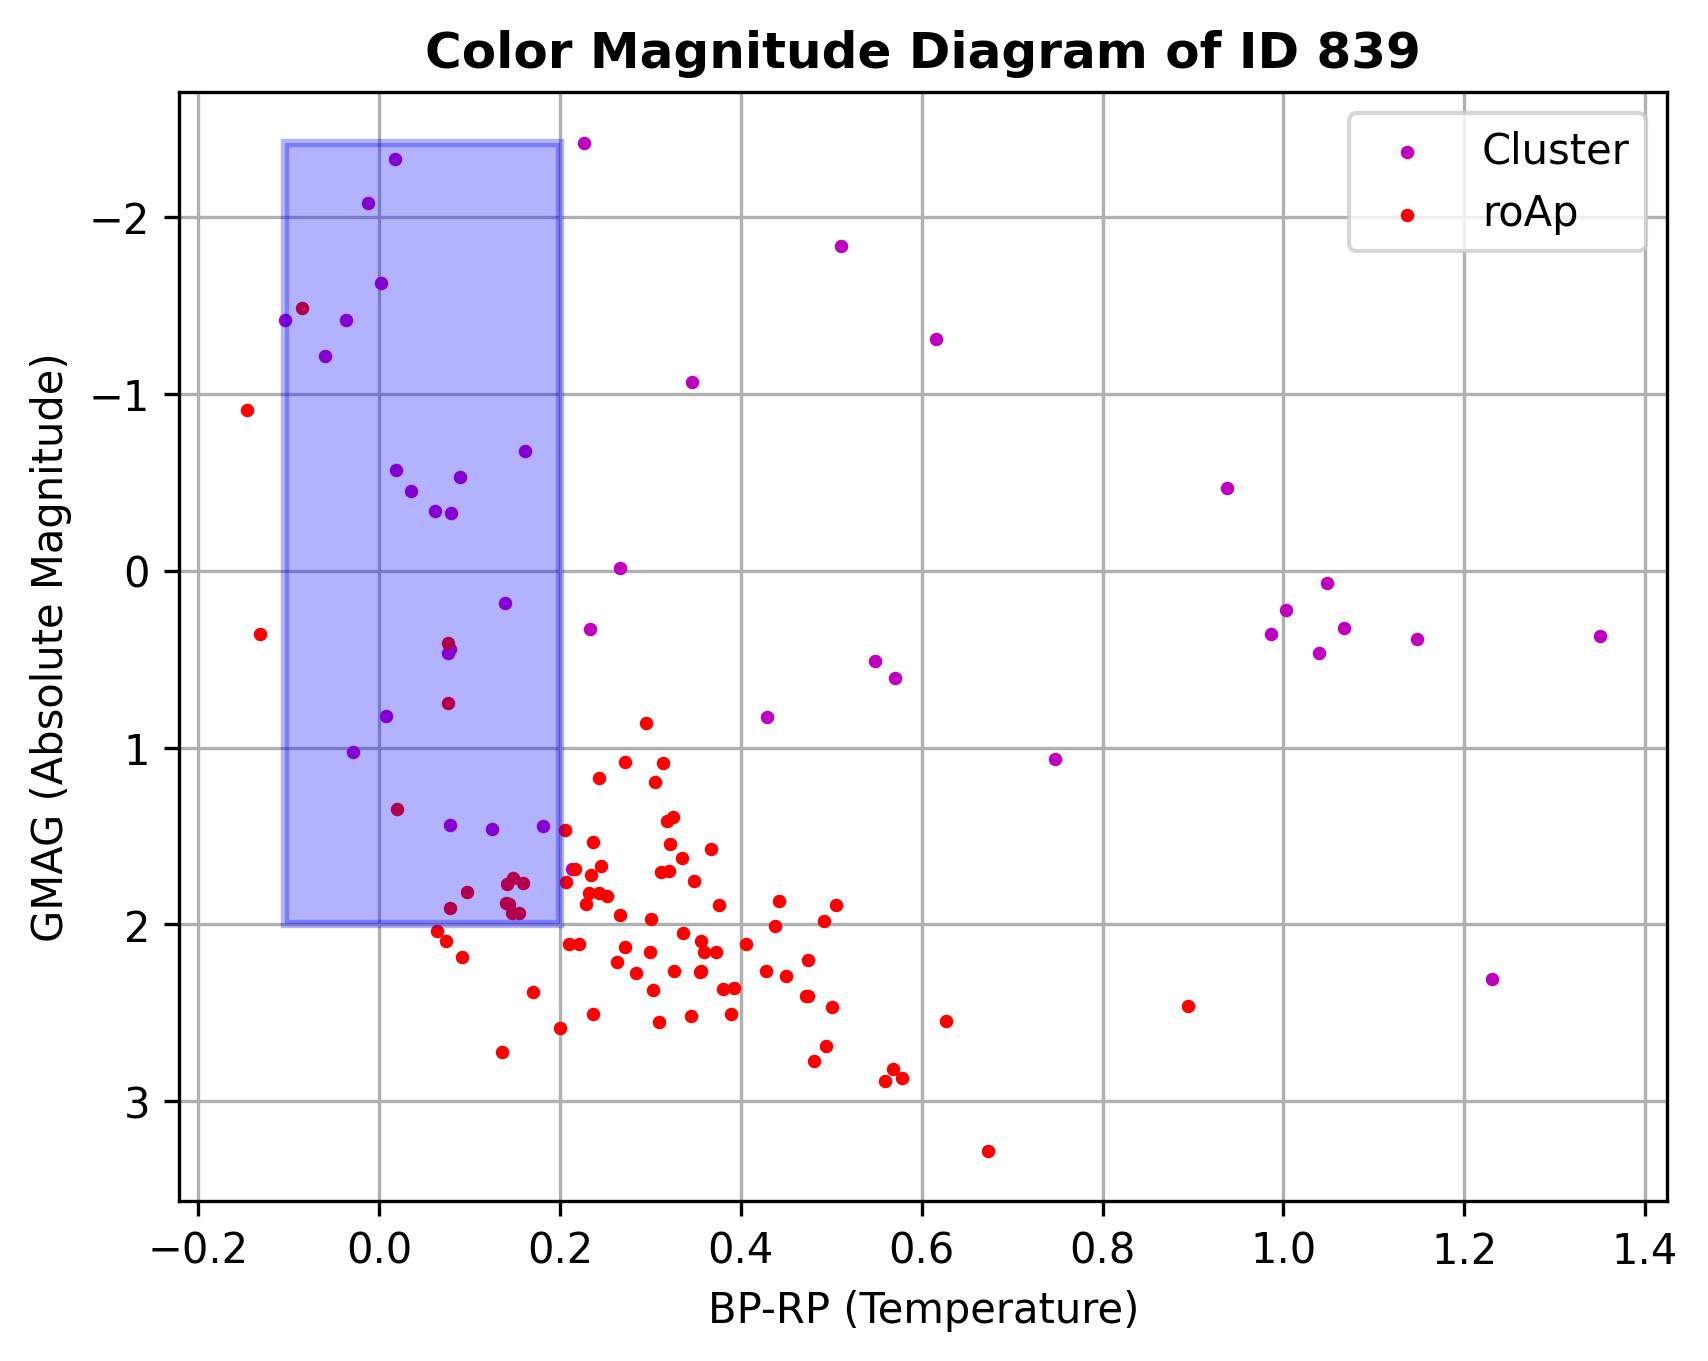 Color Magnitude Diagram of ID 839
Cluster
roAp
GMAG (Absolute Magnitude)
−2
−1
0
1
2
3
−0.2 0.0 0.2 0.4 0.6 0.8 1.0 1.2 1.4
BP-RP (Temperature)